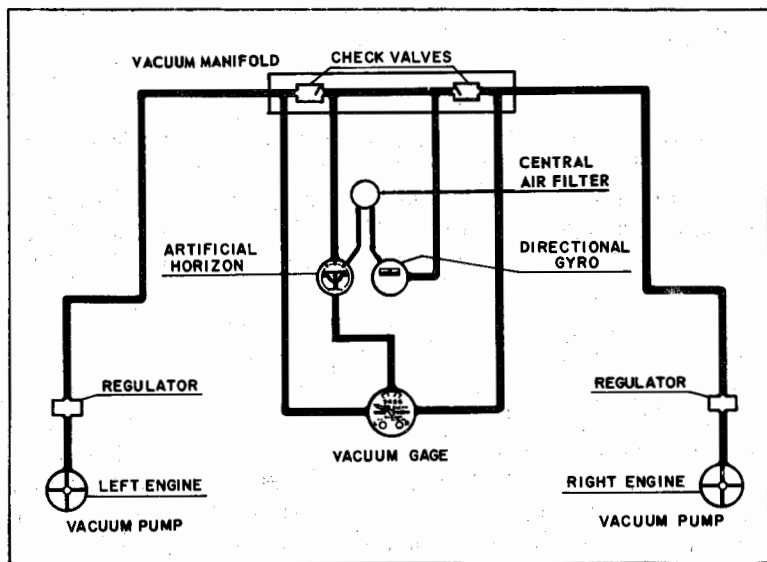 VACUUM MANIFOLD
CHECK VALVES
CENTRAL
AIR FILTER
ARTIFICIAL
HORIZON
DIRECTIONAL
GYRO
REGULATOR
REGULATOR
VACUUM GAGE
LEFT ENGINE
RIGHT ENGINE
VACUUM PUMP
VACUUM PUMP